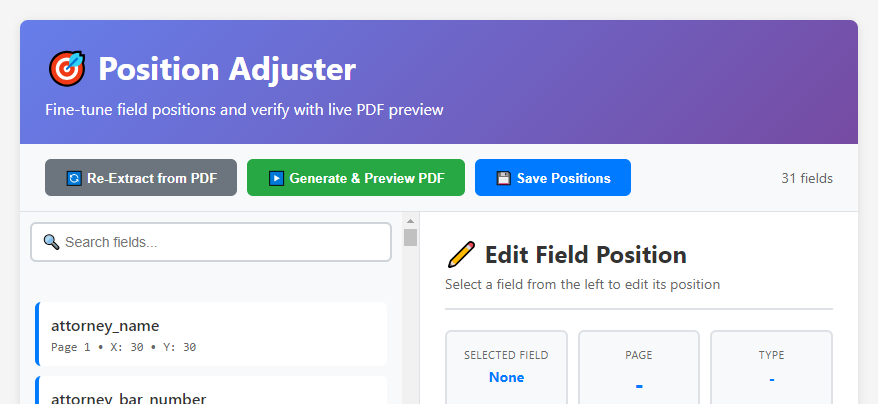 Position Adjuster
Fine-tune field positions and verify with live PDF preview
Re-Extract from PDF
Generate & Preview PDF
Save Positions
31 fields
Search fields...
attorney_name
Page 1 • X: 30 • Y: 30
attorney_bar_number
Edit Field Position
Select a field from the left to edit its position
SELECTED FIELD
None
PAGE
-
TYPE
-